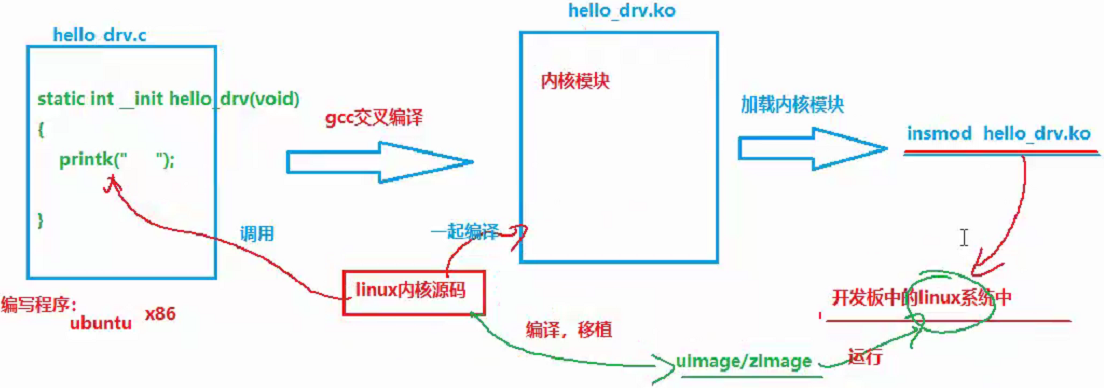 hello_drv.ko
hello drv.c
static int __init hello_drv(void)
{
printk(" ");
}
gcc交叉编译
内核模块
加载内核模块
insmod hello_drv.ko
调用
一起编译
linux内核源码
编写程序:
ubuntu x86
开发板中的linux系统中
编译，移植
uImage/zImage
运行